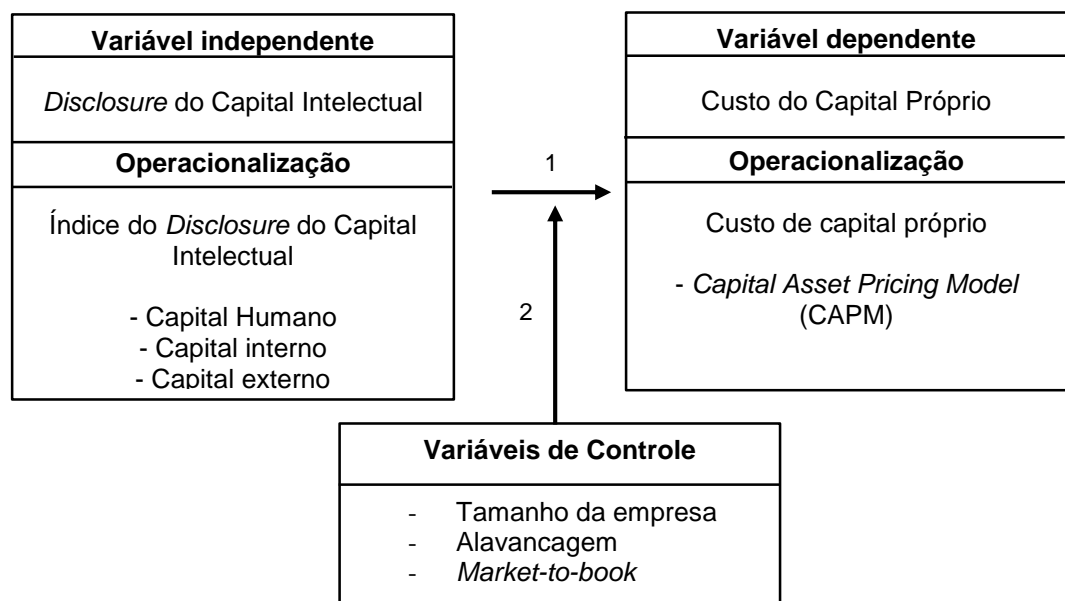 Variável independente
Disclosure do Capital Intelectual
Operacionalização
Índice do Disclosure do Capital
Intelectual
- Capital Humano
- Capital interno
- Capital externo
1
2
Variável dependente
Custo do Capital Próprio
Operacionalização
Custo de capital próprio
- Capital Asset Pricing Model
(CAPM)
Variáveis de Controle
- Tamanho da empresa
- Alavancagem
- Market-to-book